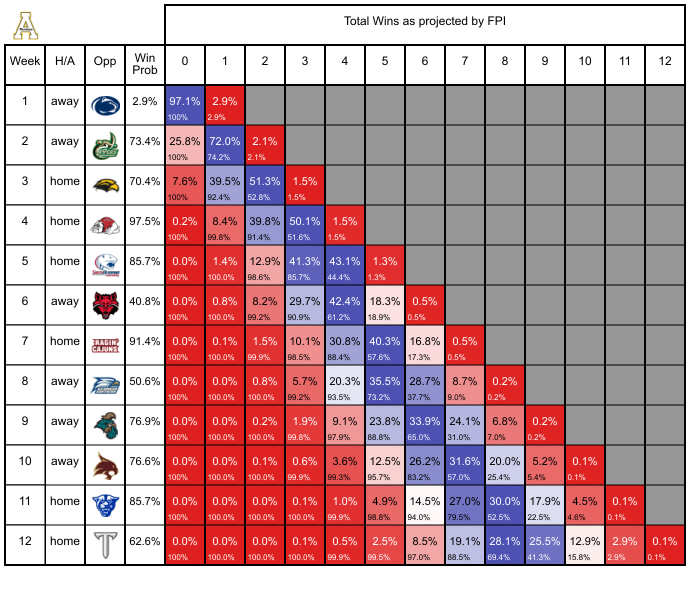 A
Total Wins as projected by FPI
Week H/A Opp Win Prob 0 1 2 3 4 5 6 7 8 9 10 11 12
1 away 2.9% 97.1% 2.9%
100% 2.9%
2 away 73.4% 25.8% 72.0% 2.1%
100% 74.2% 2.1%
3 home 70.4% 7.6% 39.5% 51.3% 1.5%
100% 92.4% 52.8% 1.5%
4 home 97.5% 0.2% 8.4% 39.8% 50.1% 1.5%
100% 99.8% 91.4% 51.6% 1.5%
5 home 85.7% 0.0% 1.4% 12.9% 41.3% 43.1% 1.3%
100% 100.0% 98.6% 85.7% 44.4% 1.3%
6 away 40.8% 0.0% 0.8% 8.2% 29.7% 42.4% 18.3% 0.5%
100% 100.0% 99.2% 90.9% 61.2% 18.9% 0.5%
7 home RAGIN' CAJUNS 91.4% 0.0% 0.1% 1.5% 10.1% 30.8% 40.3% 16.8% 0.5%
100% 100.0% 99.9% 98.5% 88.4% 57.6% 17.3% 0.5%
8 away 50.6% 0.0% 0.0% 0.8% 5.7% 20.3% 35.5% 28.7% 8.7% 0.2%
100% 100.0% 100.0% 99.2% 93.5% 73.2% 37.7% 9.0% 0.2%
9 away 76.9% 0.0% 0.0% 0.2% 1.9% 9.1% 23.8% 33.9% 24.1% 6.8% 0.2%
100% 100.0% 100.0% 99.8% 97.9% 88.8% 65.0% 31.0% 7.0% 0.2%
10 away 76.6% 0.0% 0.0% 0.1% 0.6% 3.6% 12.5% 26.2% 31.6% 20.0% 5.2% 0.1%
100% 100.0% 100.0% 99.9% 99.3% 95.7% 83.2% 57.0% 25.4% 5.4% 0.1%
11 home 85.7% 0.0% 0.0% 0.0% 0.1% 1.0% 4.9% 14.5% 27.0% 30.0% 17.9% 4.5% 0.1%
100% 100.0% 100.0% 100.0% 99.9% 98.8% 94.0% 79.5% 52.5% 22.5% 4.6% 0.1%
12 home T 62.6% 0.0% 0.0% 0.0% 0.1% 0.5% 2.5% 8.5% 19.1% 28.1% 25.5% 12.9% 2.9% 0.1%
100% 100.0% 100.0% 100.0% 99.9% 99.5% 97.0% 88.5% 69.4% 41.3% 15.8% 2.9% 0.1%